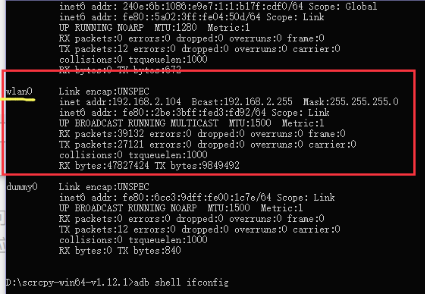 inet6 addr: 240e:6b:1086:e9e7:1:1:b17f:cdf0/64 Scope: Global
inet6 addr: fe80::5a02:3ff:fe04:50d/64 Scope: Link
UP RUNNING NOARP MTU:1280 Metric:1
RX packets:0 errors:0 dropped:0 overruns:0 frame:0
TX packets:12 errors:0 dropped:0 overruns:0 carrier:0
collisions:0 txqueuelen:1000
RX bytes:0 TX bytes:672
wlan0 Link encap:UNSPEC
inet addr:192.168.2.104 Bcast:192.168.2.255 Mask:255.255.255.0
inet6 addr: fe80::2be:3bff:fed3:fd92/64 Scope: Link
UP BROADCAST RUNNING MULTICAST MTU:1500 Metric:1
RX packets:39132 errors:0 dropped:0 overruns:0 frame:0
TX packets:27121 errors:0 dropped:0 overruns:0 carrier:0
collisions:0 txqueuelen:1000
RX bytes:47827424 TX bytes:9849492
dummy0 Link encap:UNSPEC
inet6 addr: fe80::6cc3:9dff:fe00:1c7e/64 Scope: Link
UP BROADCAST RUNNING NOARP MTU:1500 Metric:1
RX packets:0 errors:0 dropped:0 overruns:0 frame:0
TX packets:12 errors:0 dropped:0 overruns:0 carrier:0
collisions:0 txqueuelen:1000
RX bytes:0 TX bytes:840
D:\scrcpy-win64-v1.12.1>adb shell ifconfig